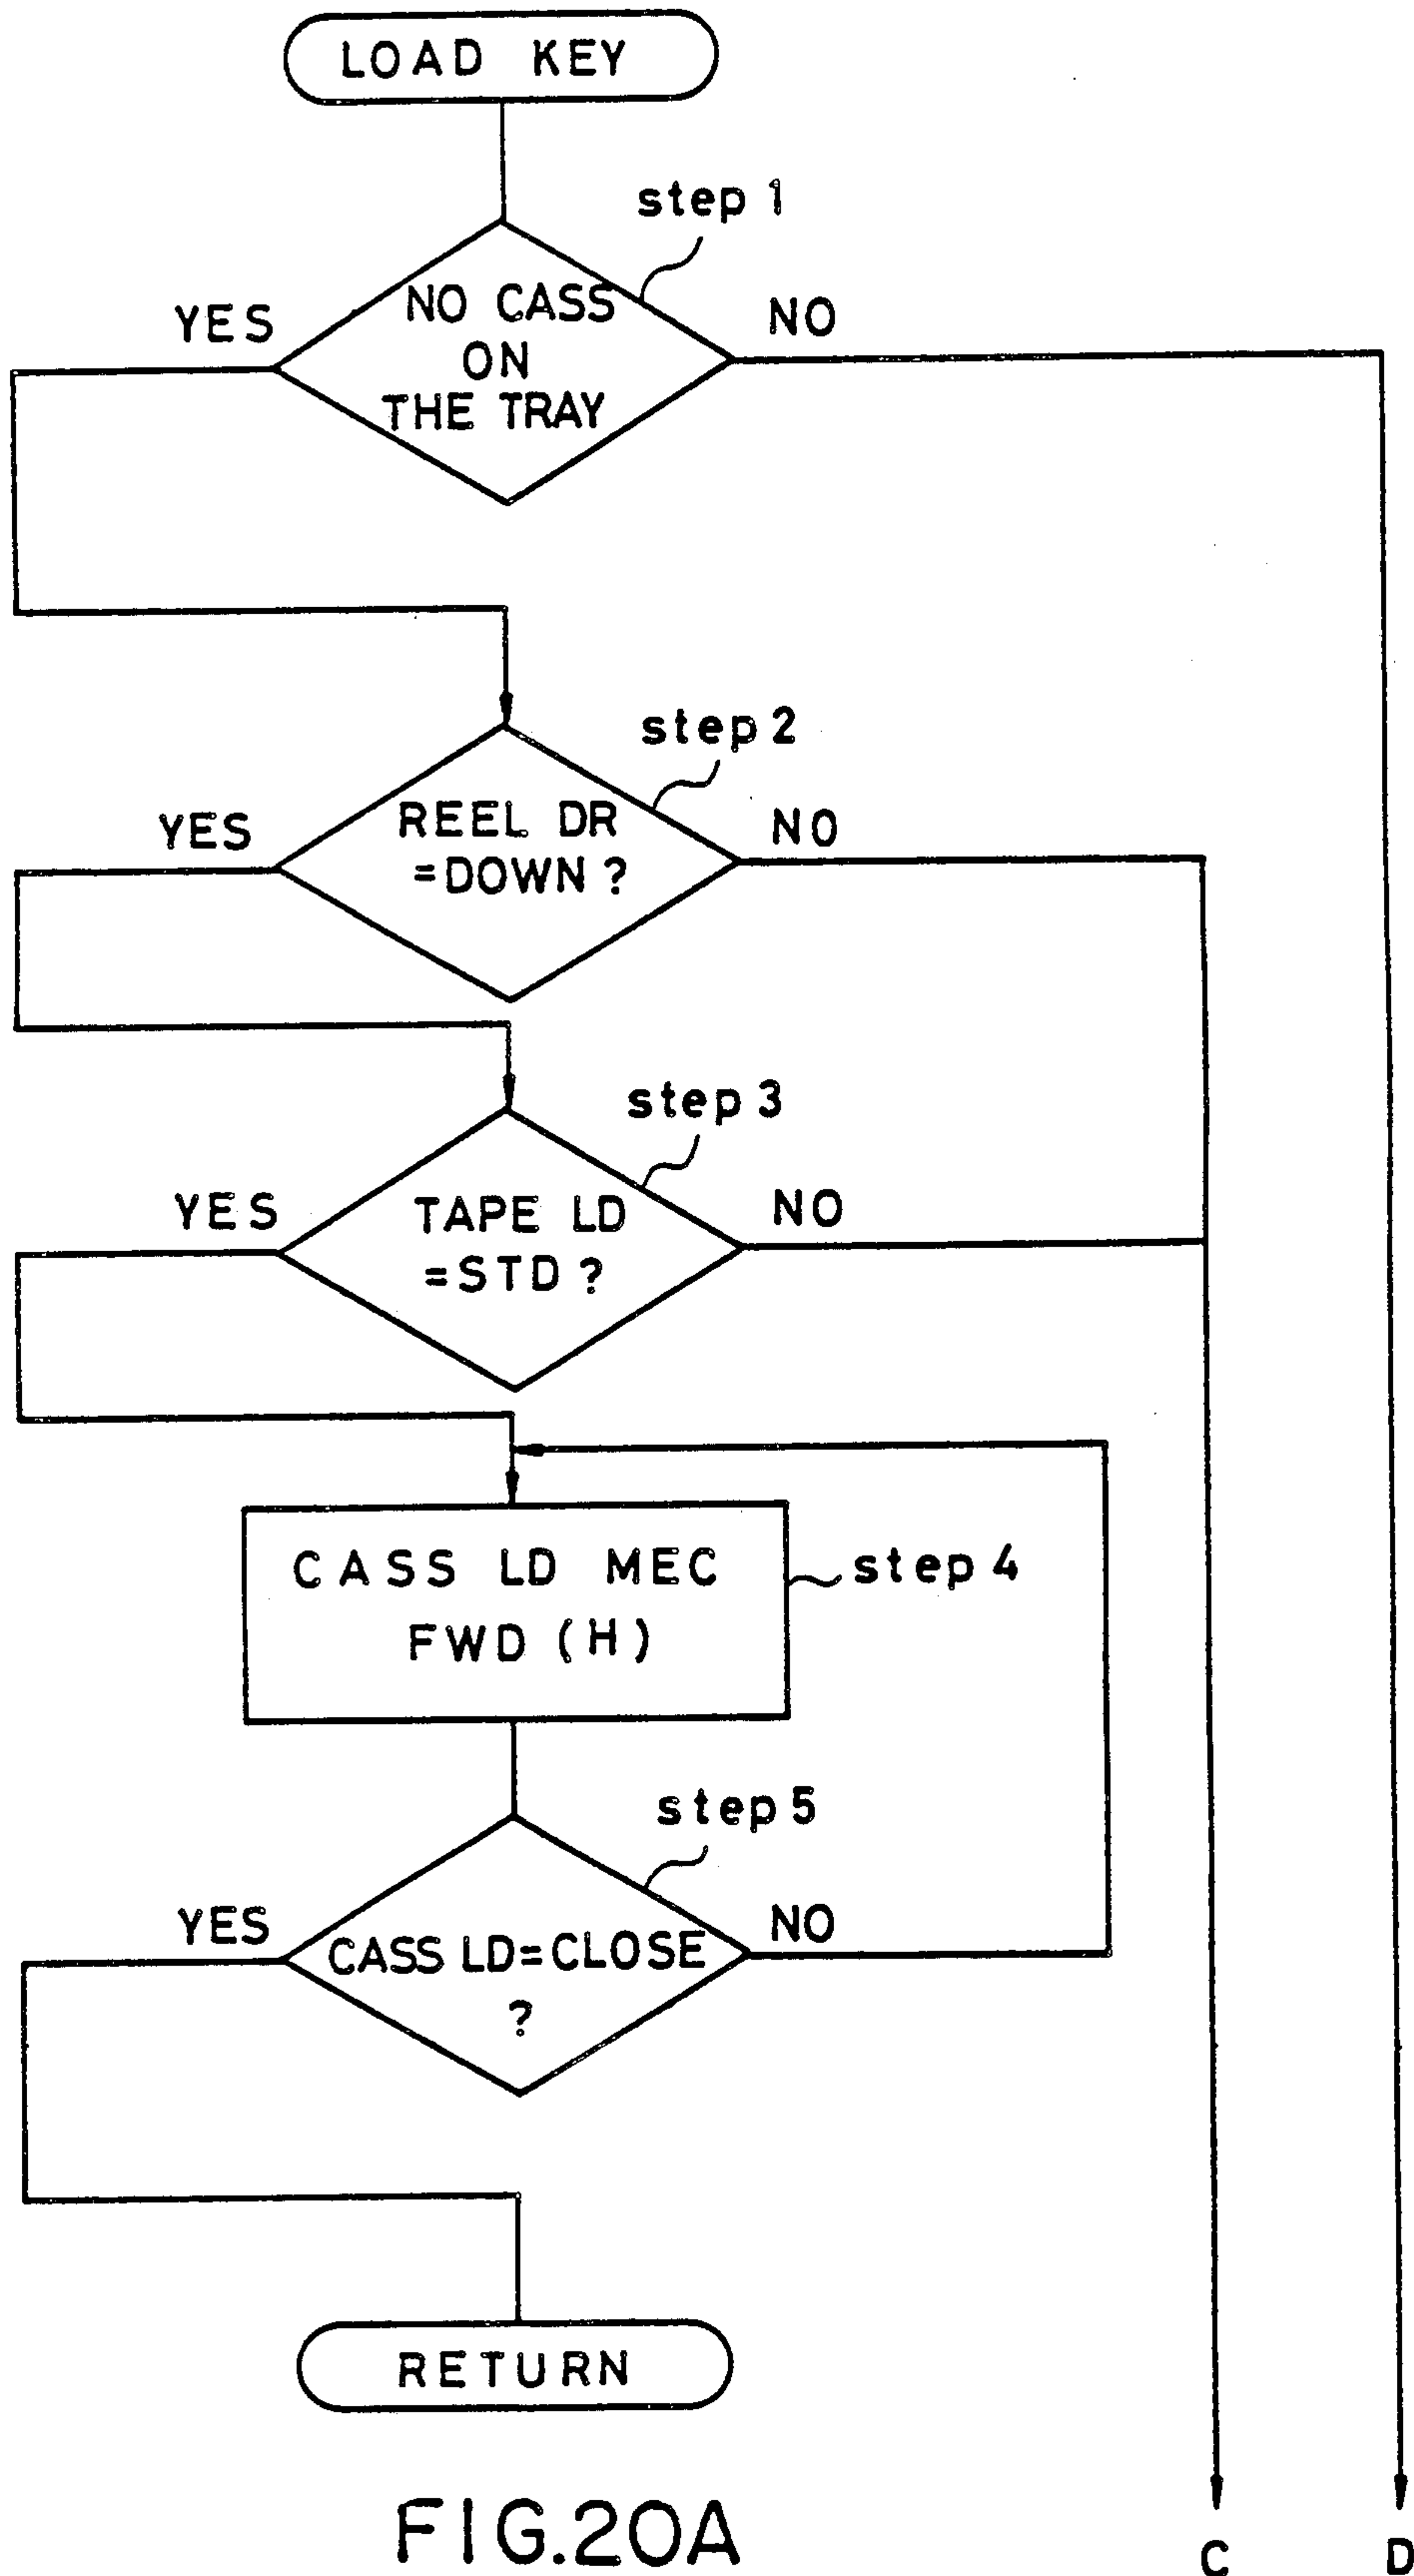 LOAD KEY
step 1
YES
NO CASS
ON
THE TRAY
NO
step 2
YES
REEL DR
=DOWN ?
NO
step 3
YES
TAPE LD
=STD ?
NO
CASS LD MEC
FWD (H)
step 4
step 5
YES
CASS LD=CLOSE
?
NO
RETURN
FIG.20A
C
D